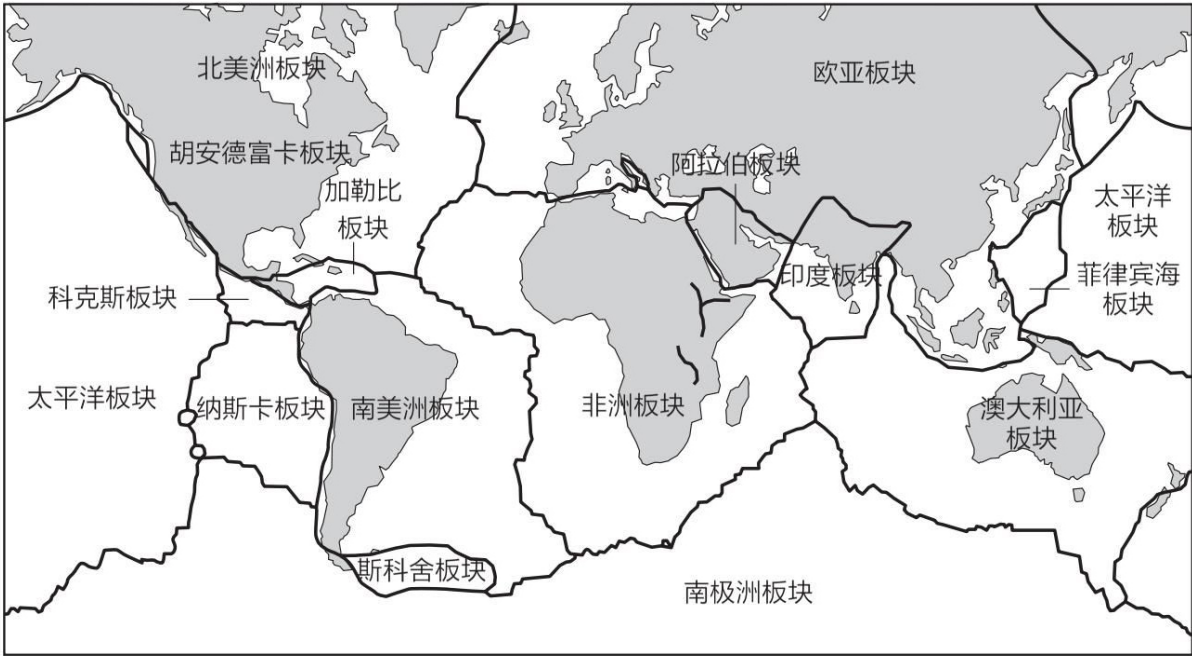 北美洲板块
欧亚板块
胡安德富卡板块
阿拉伯板块
加勒比
板块
太平洋
板块
印度板块
菲律宾海
板块
科克斯板块
太平洋板块
纳斯卡板块
南美洲板块
非洲板块
澳大利亚
板块
斯科舍板块
南极洲板块